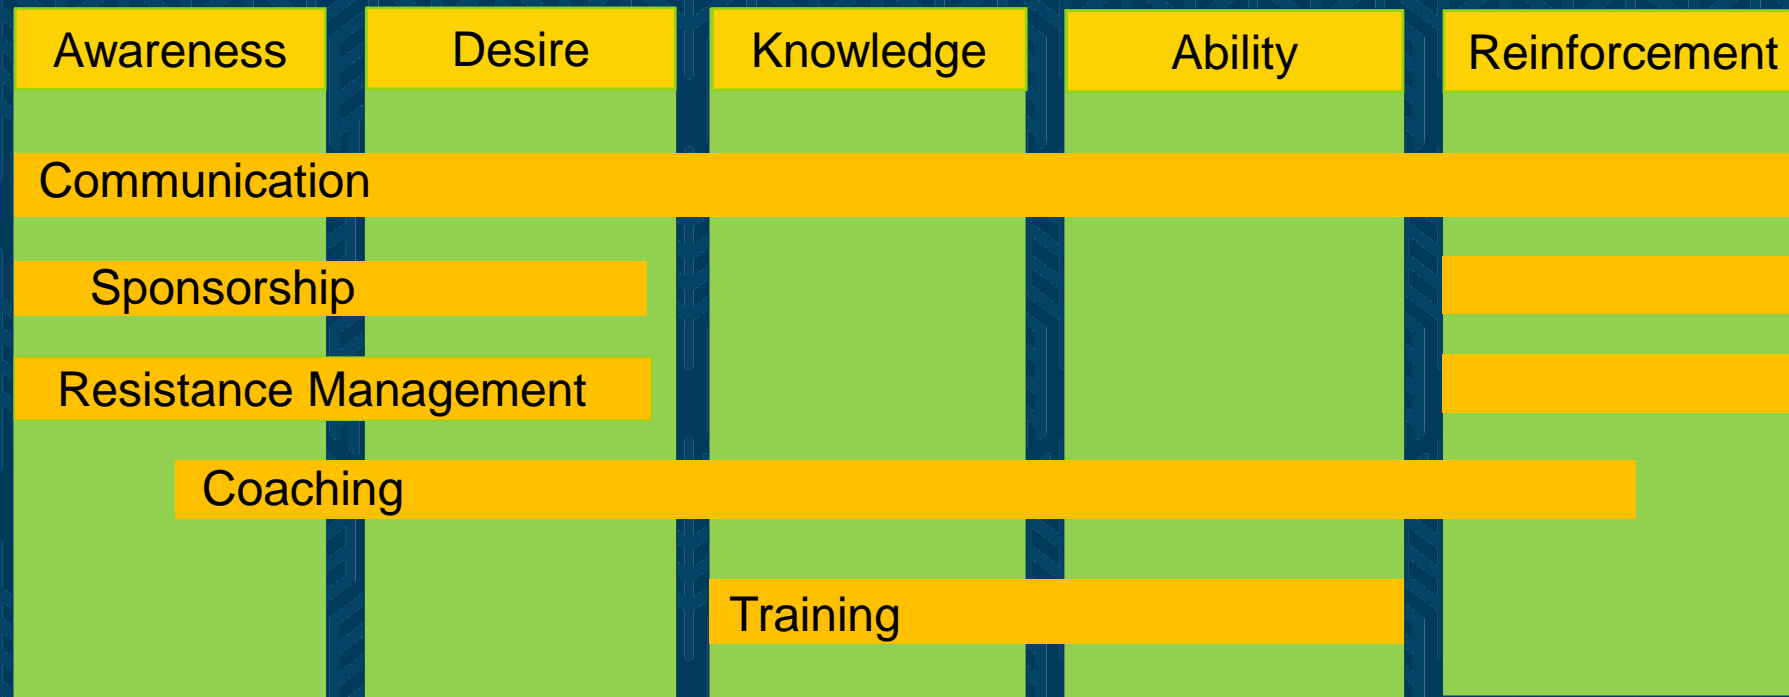 Awareness
Desire
Knowledge
Ability
Reinforcement
Communication
Sponsorship
Resistance Management
Coaching
Training